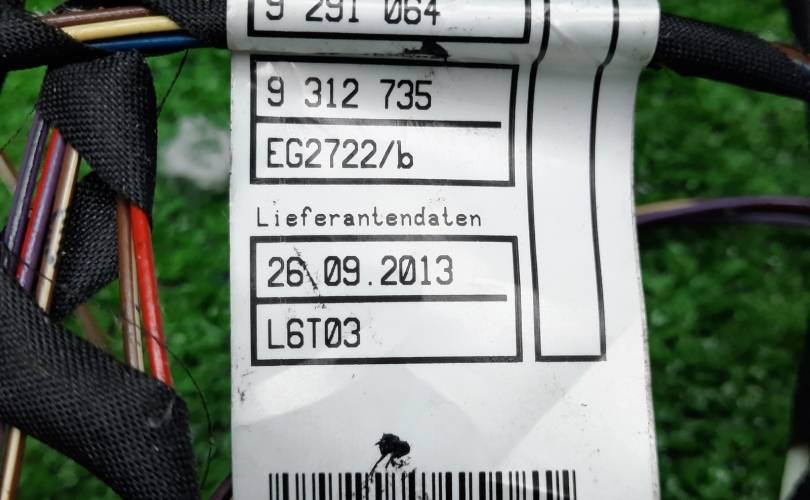 9 291 064
9 312 735
EG2722/b
Lieferantendaten
26.09.2013
L6T03